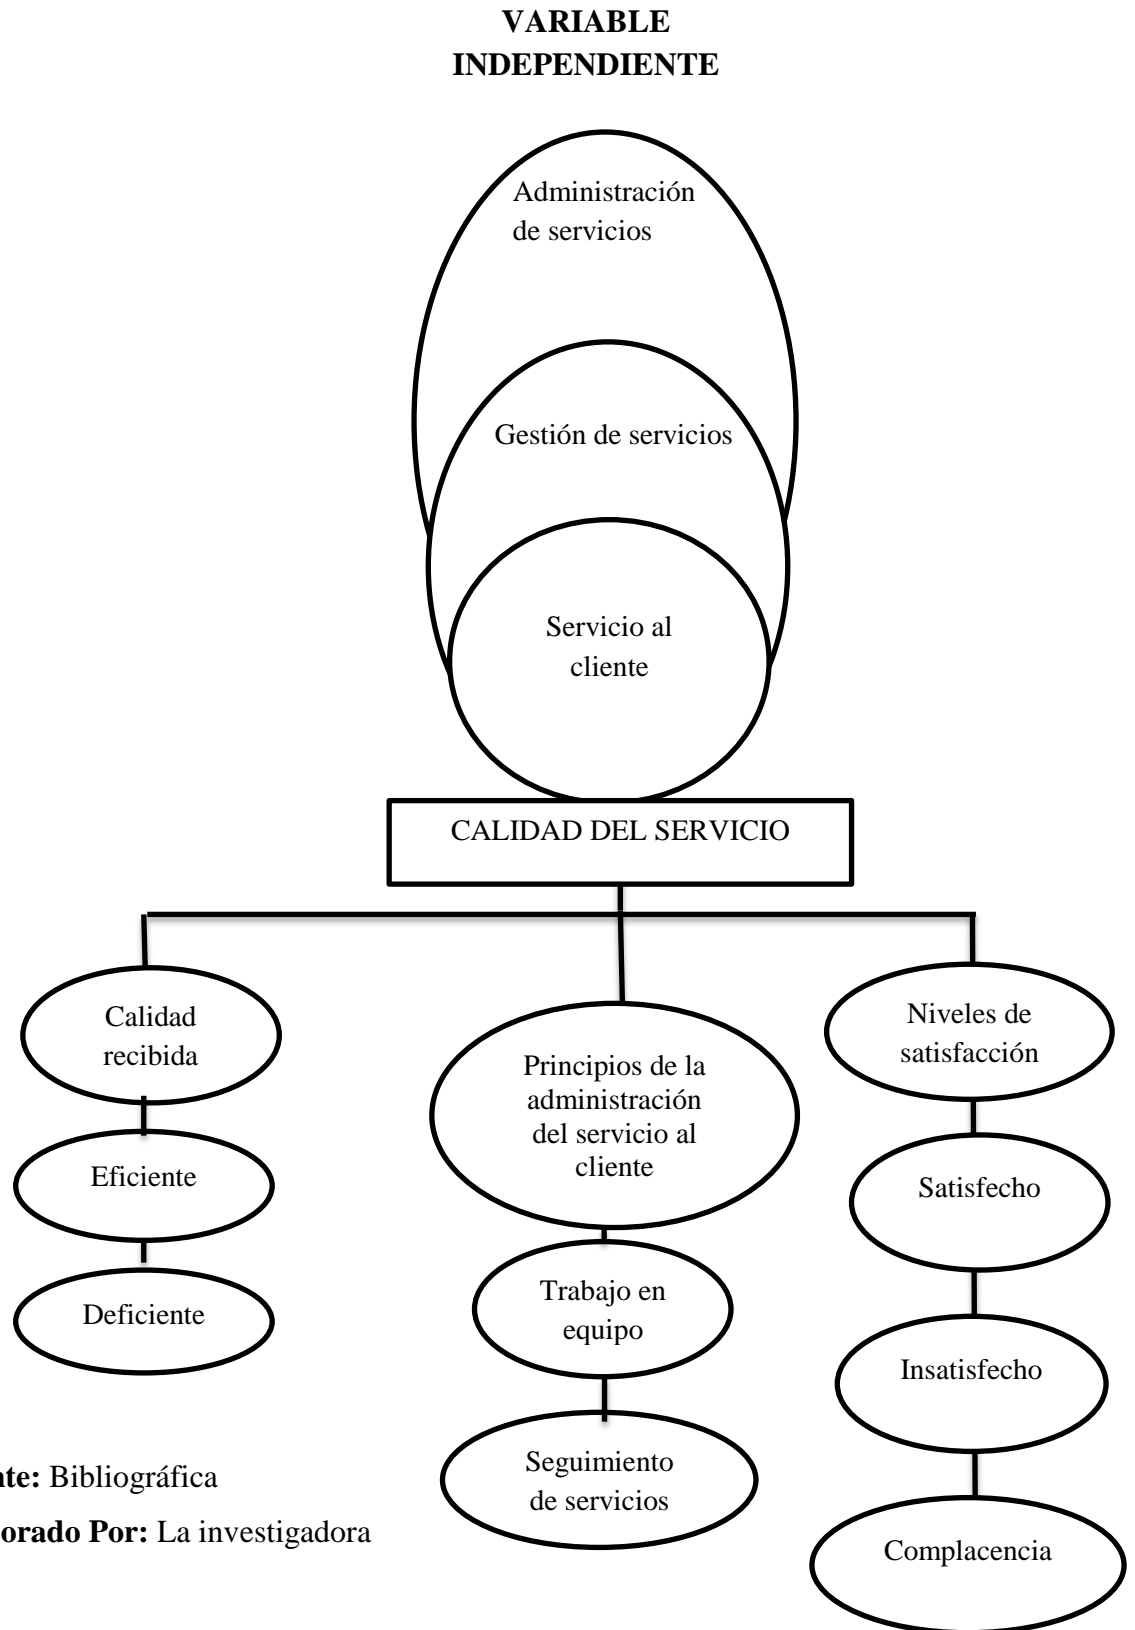 VARIABLE
INDEPENDIENTE
Administración
de servicios
Gestión de servicios
Servicio al
cliente
CALIDAD DEL SERVICIO
Calidad
recibida
Eficiente
Deficiente
Principios de la
administración
del servicio al
cliente
Trabajo en
equipo
Seguimiento
de servicios
Niveles de
satisfacción
Satisfecho
Insatisfecho
Complacencia
nte: Bibliográfica
orado Por: La investigadora